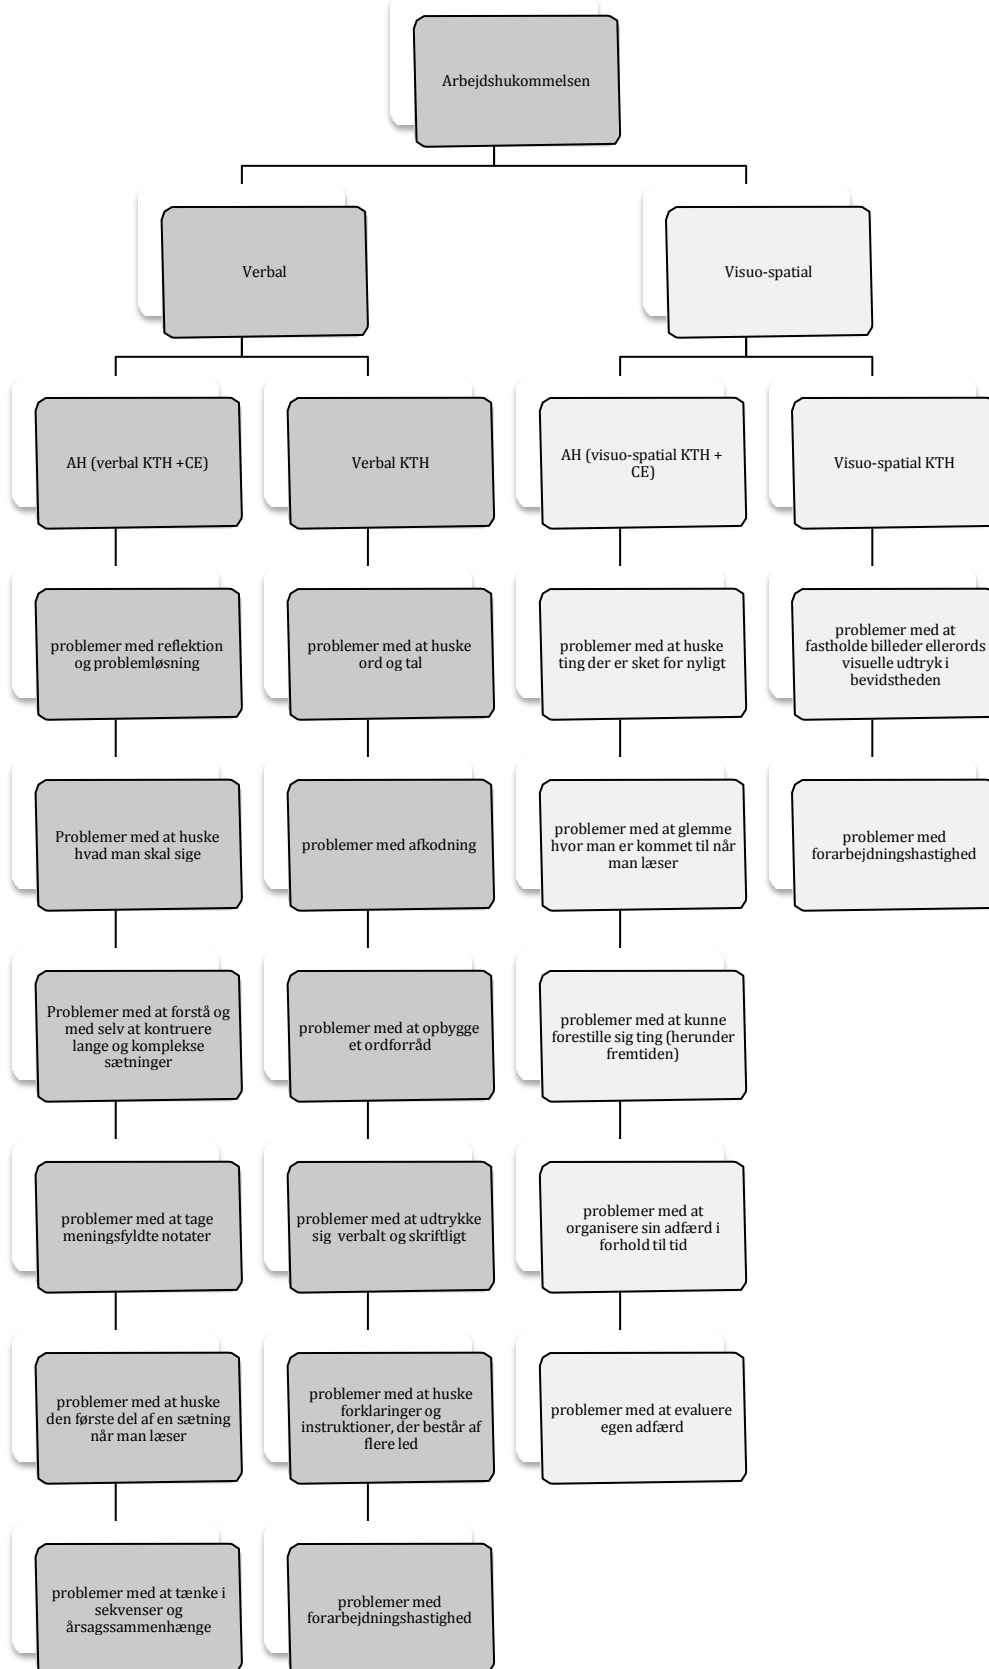 Arbejdshukommelsen
Verbal
Visuo-spatial
AH (verbal KTH +CE)
Verbal KTH
AH (visuo-spatial KTH +
CE)
Visuo-spatial KTH
problemer med reflektion
og problemløsning
problemer med at huske
ord og tal
problemer med at huske
ting der er sket for nyligt
problemer med at
fastholde billeder ellerords
visuelle udtryk i
bevidstheden
Problemer med at huske
hvad man skal sige
problemer med afkodning
problemer med at glemme
hvor man er kommet til når
man læser
problemer med
forarbejdningshastighed
Problemer med at forstå og
med selv at kontruere
lange og komplekse
sætninger
problemer med at opbygge
et ordforråd
problemer med at kunne
forestille sig ting (herunder
fremtiden)
problemer med at tage
meningsfyldte notater
problemer med at udtrykke
sig verbalt og skriftligt
problemer med at
organisere sin adfærd i
forhold til tid
problemer med at huske
den første del af en sætning
når man læser
problemer med at huske
forklaringer og
instruktioner, der består af
flere led
problemer med at evaluere
egen adfærd
problemer med at tænke i
sekvenser og
årsagssammenhænge
problemer med
forarbejdningshastighed